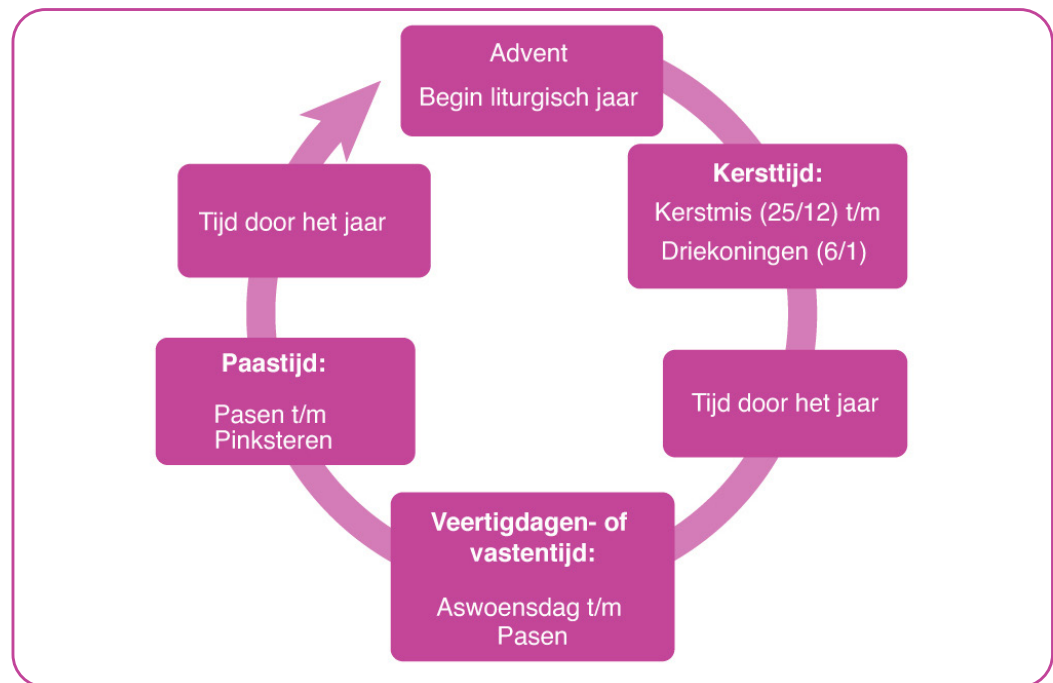 Advent
Begin liturgisch jaar
Kersttijd:
Kerstmis (25/12) t/m
Driekoningen (6/1)
Tijd door het jaar
Veertigdagen- of
vastentijd:
Aswoensdag t/m
Pasen
Paastijd:
Pasen t/m
Pinksteren
Tijd door het jaar